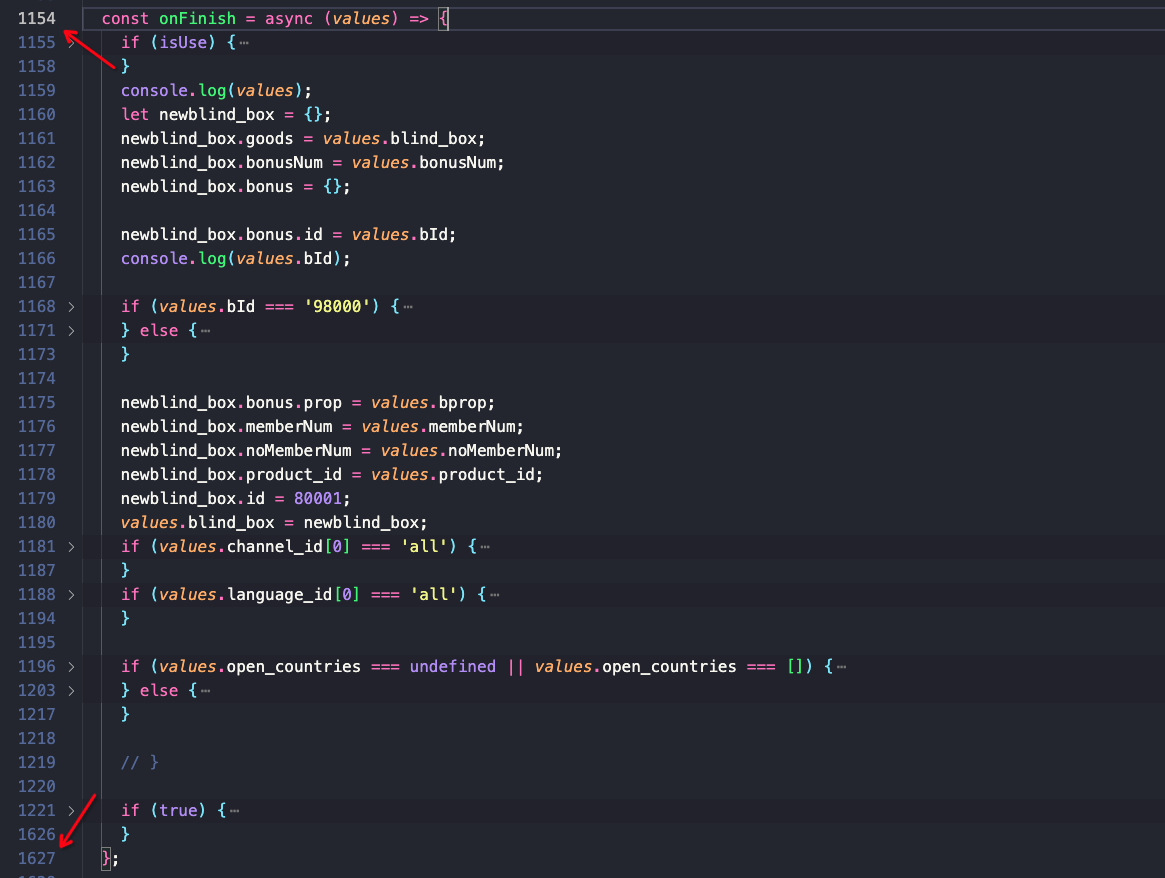 1154 const onFinish = async (values) => {
1155 > if (isUse) {⋯
1158 }
1159 console.log(values);
1160 let newblind_box = {};
1161 newblind_box.goods = values.blind_box;
1162 newblind_box.bonusNum = values.bonusNum;
1163 newblind_box.bonus = {};
1164
1165 newblind_box.bonus.id = values.bId;
1166 console.log(values.bId);
1167
1168 > if (values.bId === '98000') {⋯
1171 > } else {⋯
1173 }
1174
1175 newblind_box.bonus.prop = values.bprop;
1176 newblind_box.memberNum = values.memberNum;
1177 newblind_box.noMemberNum = values.noMemberNum;
1178 newblind_box.product_id = values.product_id;
1179 newblind_box.id = 80001;
1180 values.blind_box = newblind_box;
1181 > if (values.channel_id[0] === 'all') {⋯
1187 }
1188 > if (values.language_id[0] === 'all') {⋯
1194 }
1195
1196 > if (values.open_countries === undefined || values.open_countries === []) {⋯
1203 > } else {⋯
1217 }
1218
1219 // }
1220
1221 > if (true) {⋯
1626 }
1627 };